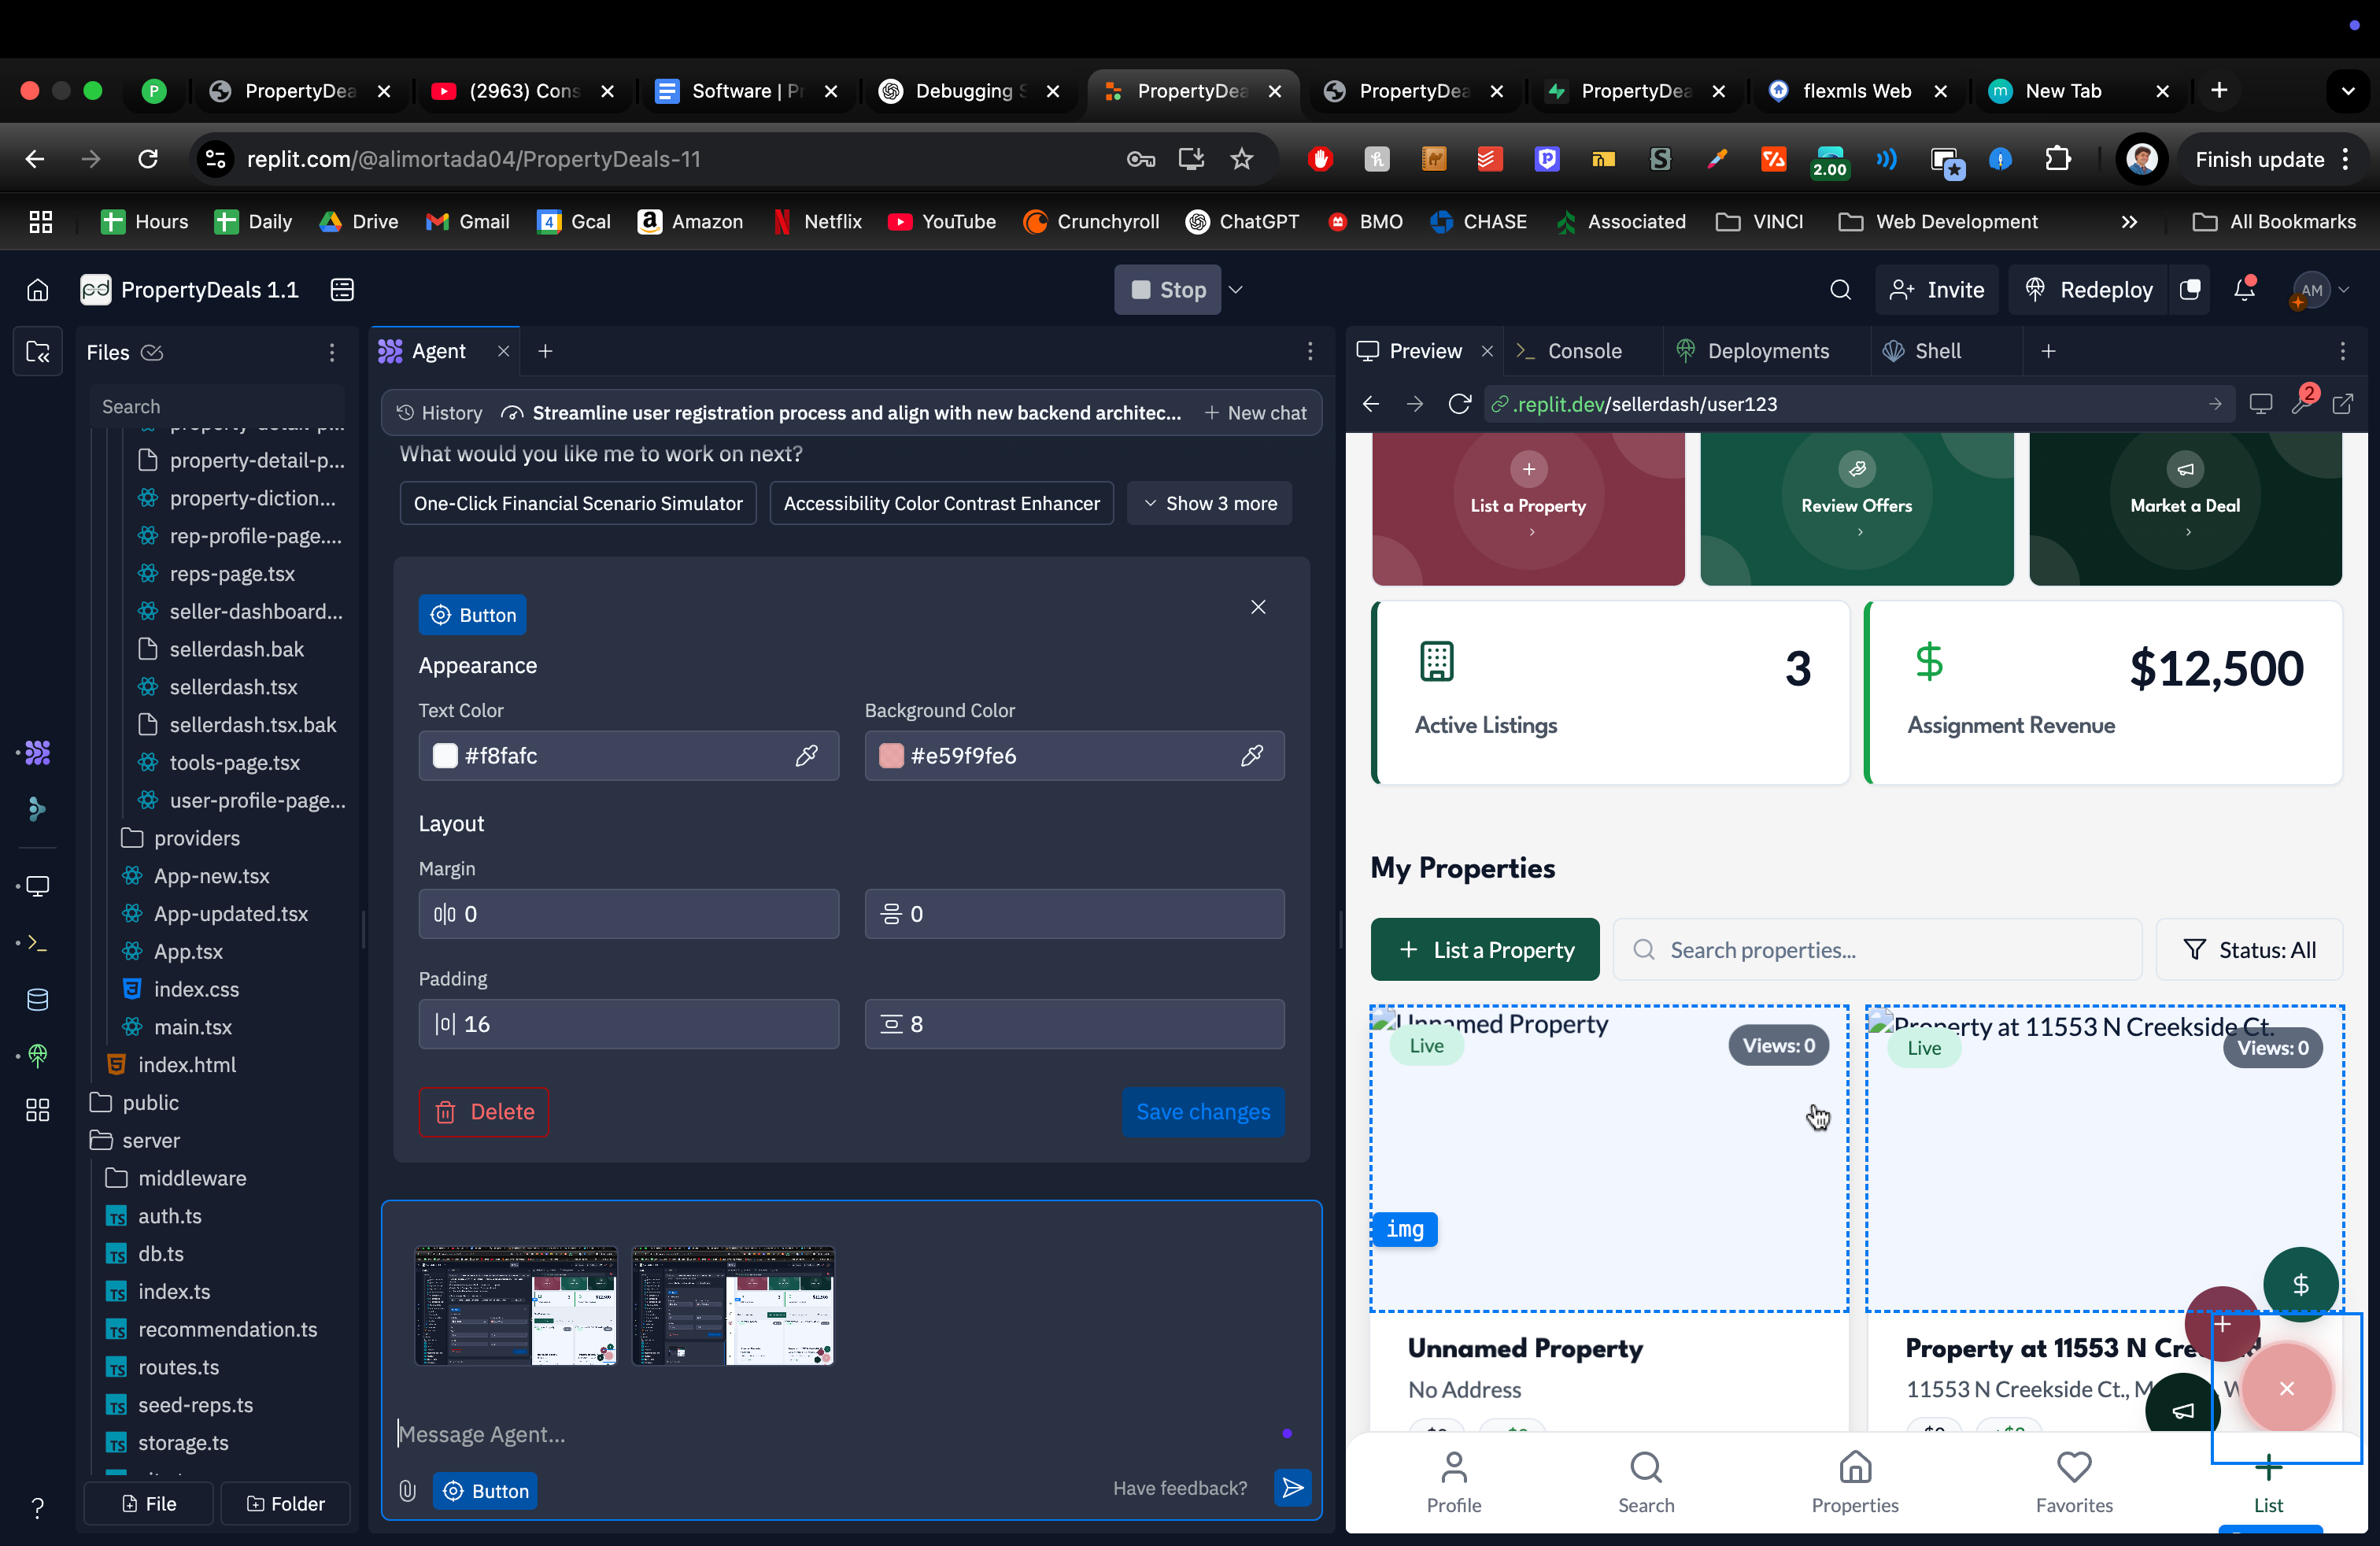 P
PropertyDea
(2963) Cons
Software | Pr
Debugging S
PropertyDea
PropertyDea
PropertyDea
flexmls Web
m
New Tab
replit.com/@alimortada04/PropertyDeals-11
2.00
Finish update
Hours
Daily
Drive
Gmail
4
Gcal
Amazon
Netflix
YouTube
Crunchyroll
ChatGPT
BMO
CHASE
Associated
VINCI
Web Development
All Bookmarks
pd
PropertyDeals 1.1
Stop
Invite
Redeploy
AM
Files
Search
property-detail-p...
property-detail-p...
property-diction...
rep-profile-page....
reps-page.tsx
seller-dashboard...
sellerdash.bak
sellerdash.tsx
sellerdash.tsx.bak
tools-page.tsx
user-profile-page...
providers
App-new.tsx
App-updated.tsx
App.tsx
index.css
main.tsx
index.html
public
server
middleware
auth.ts
db.ts
index.ts
recommendation.ts
routes.ts
seed-reps.ts
storage.ts
File
Folder
Agent
History
Streamline user registration process and align with new backend architec...
New chat
What would you like me to work on next?
One-Click Financial Scenario Simulator
Accessibility Color Contrast Enhancer
Show 3 more
Button
Appearance
Text Color
Background Color
#f8fafc
#e59f9fe6
Layout
Margin
0
0
Padding
16
8
Delete
Save changes
Message Agent...
Button
Have feedback?
Preview
Console
Deployments
Shell
.replit.dev/sellerdash/user123
2
List a Property
Review Offers
Market a Deal
3
Active Listings
$12,500
Assignment Revenue
My Properties
List a Property
Search properties...
Status: All
Unnamed Property
Live
Views: 0
Property at 11553 N Creekside Ct.
Live
Views: 0
img
Unnamed Property
No Address
Property at 11553 N Cre
11553 N Creekside Ct., M
Profile
Search
Properties
Favorites
List